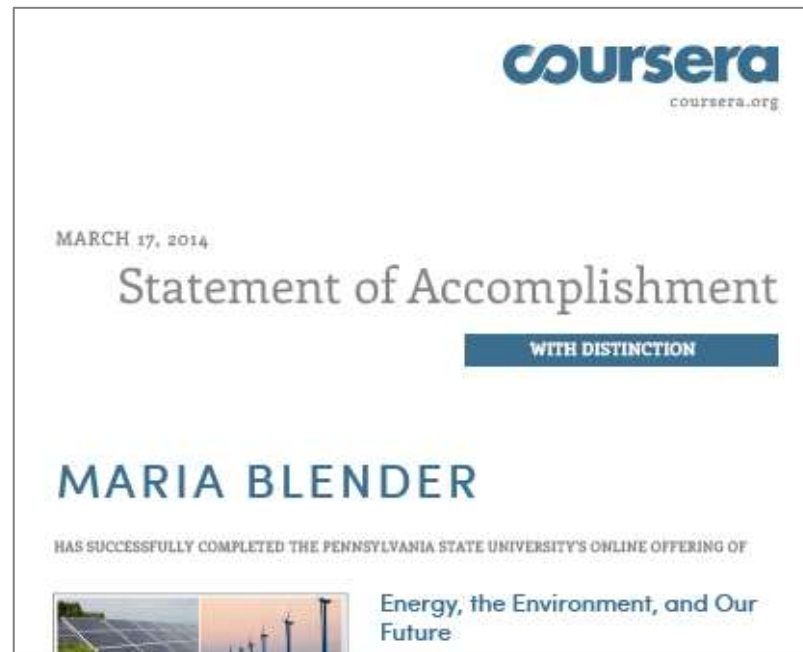 coursera
coursera.org
MARCH 17, 2014
Statement of Accomplishment
WITH DISTINCTION
MARIA BLENDER
HAS SUCCESSFULLY COMPLETED THE PENNSYLVANIA STATE UNIVERSITY'S ONLINE OFFERING OF
Energy, the Environment, and Our
Future